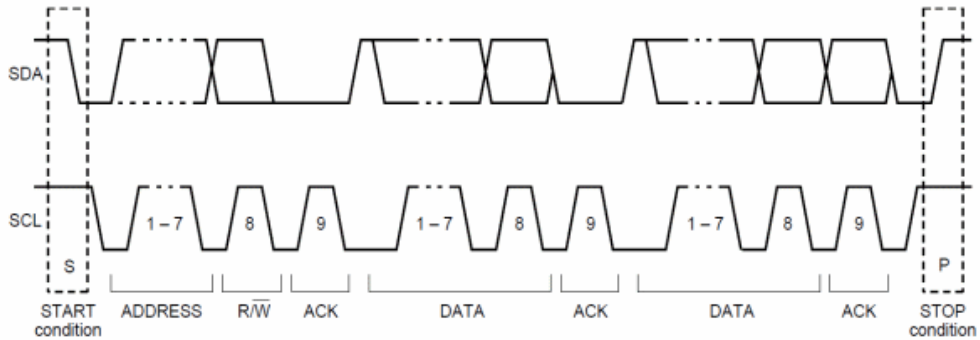 SDA
SCL
1 – 7
8
9
1 – 7
8
9
1 – 7
8
9
S
P
START
condition
ADDRESS
R/W̅
ACK
DATA
ACK
DATA
ACK
STOP
condition